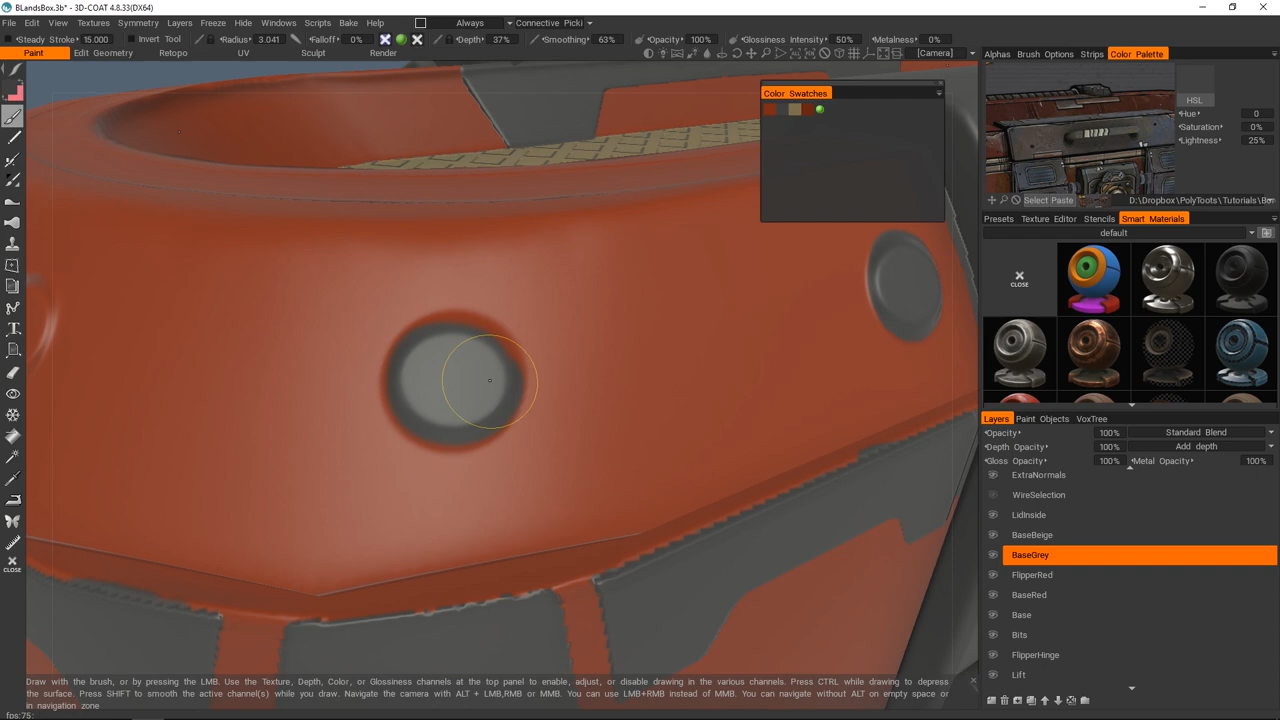 BLandsBox.3b* - 3D-COAT 4.8.33(DX64)
File Edit View Textures Symmetry Layers Freeze Hide Windows Scripts Bake Help Always Connective Picki
Steady Stroke 15.000 Invert Tool Radius 3.041 Falloff 0% Depth 37% Smoothing 63% Opacity 100% Glossiness Intensity 50% Metalness 0%
Paint Edit Geometry Retopo UV Sculpt Render [Camera]
Alphas Brush Options Strips Color Palette
Color Swatches
HSL
Hue 0
Saturation 0%
Lightness 25%
Select Paste D:\Dropbox\PolyToots\Tutorials\Bo
Presets Texture Editor Stencils Smart Materials
default
CLOSE
Layers Paint Objects VoxTree
Opacity 100% Standard Blend
Depth Opacity 100% Add depth
Gloss Opacity 100% Metal Opacity 100%
ExtraNormals
WireSelection
LidInside
BaseBeige
BaseGrey
FlipperRed
BaseRed
Base
Bits
FlipperHinge
Lift
CLOSE
Draw with the brush, or by pressing the LMB. Use the Texture, Depth, Color, or Glossiness channels at the top panel to enable, adjust, or disable drawing in the various channels. Press CTRL while drawing to depress
the surface. Press SHIFT to smooth the active channel(s) while you draw. Navigate the camera with ALT + LMB,RMB or MMB. You can use LMB+RMB instead of MMB. You can navigate without ALT on empty space or
in navigation zone
fps:75;